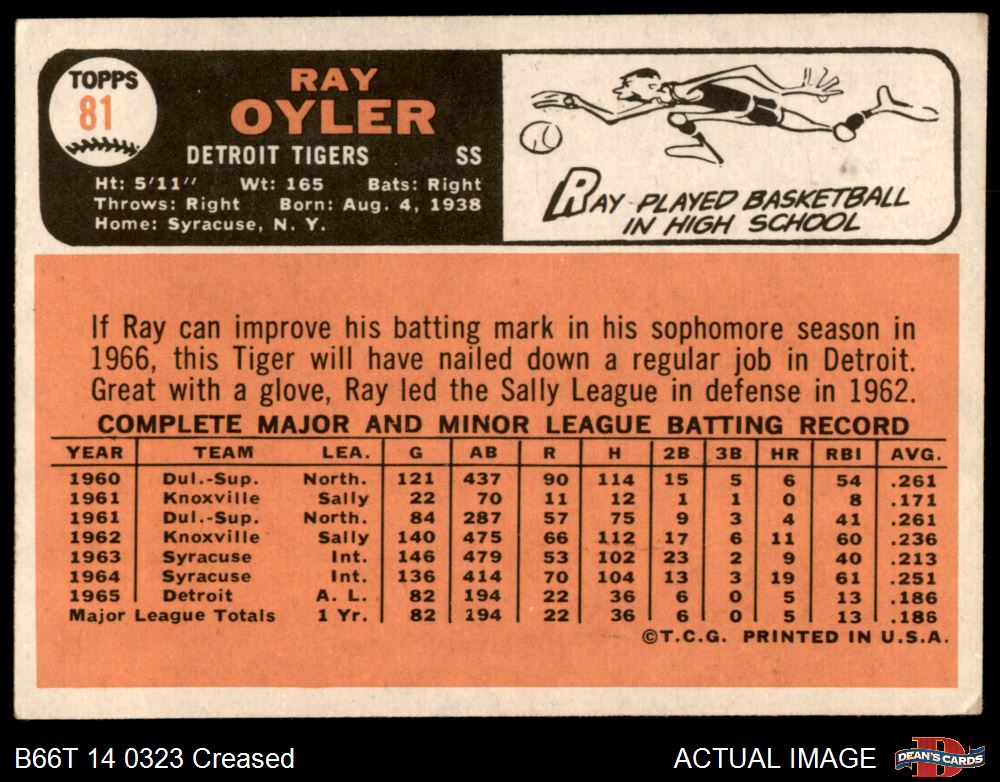 TOPPS
81
RAY
OYLER
DETROIT TIGERS SS
Ht: 5'11" Wt: 165 Bats: Right
Throws: Right Born: Aug. 4, 1938
Home: Syracuse, N. Y.
RAY PLAYED BASKETBALL
IN HIGH SCHOOL
If Ray can improve his batting mark in his sophomore season in
1966, this Tiger will have nailed down a regular job in Detroit.
Great with a glove, Ray led the Sally League in defense in 1962.
COMPLETE MAJOR AND MINOR LEAGUE BATTING RECORD
YEAR TEAM LEA. G AB R H 2B 3B HR RBI AVG.
1960 Dul.-Sup. North. 121 437 90 114 15 5 6 54 .261
1961 Knoxville Sally 22 70 11 12 1 1 0 8 .171
1961 Dul.-Sup. North. 84 287 57 75 9 3 4 41 .261
1962 Knoxville Sally 140 475 66 112 17 6 11 60 .236
1963 Syracuse Int. 146 479 53 102 23 2 9 40 .213
1964 Syracuse Int. 136 414 70 104 13 3 19 61 .251
1965 Detroit A. L. 82 194 22 36 6 0 5 13 .186
Major League Totals 1 Yr. 82 194 22 36 6 0 5 13 .186
©T.C.G. PRINTED IN U.S.A.
B66T 14 0323 Creased
ACTUAL IMAGE
D
DEAN'S CARDS